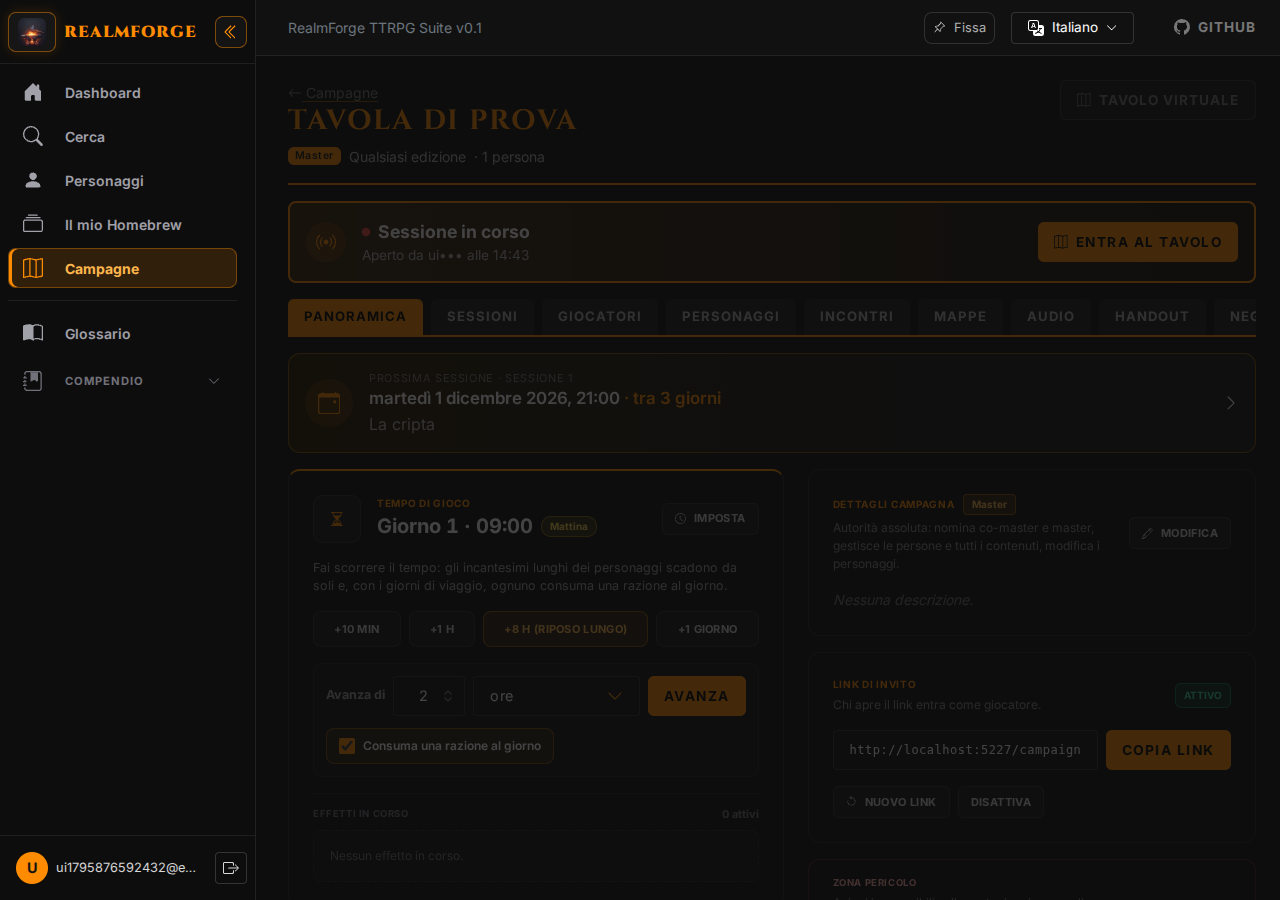 REALMFORGE
RealmForge TTRPG Suite v0.1
Fissa
Italiano
GITHUB
Dashboard
Cerca
Personaggi
Il mio Homebrew
Campagne
Glossario
COMPENDIO
U
ui1795876592432@e...
← Campagne
TAVOLA DI PROVA
TAVOLO VIRTUALE
Master
Qualsiasi edizione · 1 persona
Sessione in corso
Aperto da ui••• alle 14:43
ENTRA AL TAVOLO
PANORAMICA
SESSIONI
GIOCATORI
PERSONAGGI
INCONTRI
MAPPE
AUDIO
HANDOUT
PROSSIMA SESSIONE · SESSIONE 1
martedì 1 dicembre 2026, 21:00 · tra 3 giorni
La cripta
TEMPO DI GIOCO
Giorno 1 · 09:00
Mattina
IMPOSTA
Fai scorrere il tempo: gli incantesimi lunghi dei personaggi scadono da
soli e, con i giorni di viaggio, ognuno consuma una razione al giorno.
+10 MIN
+1 H
+8 H (RIPOSO LUNGO)
+1 GIORNO
Avanza di
2
ore
AVANZA
Consuma una razione al giorno
EFFETTI IN CORSO
0 attivi
Nessun effetto in corso.
DETTAGLI CAMPAGNA
Master
Autorità assoluta: nomina co-master e master,
gestisce le persone e tutti i contenuti, modifica i
personaggi.
MODIFICA
Nessuna descrizione.
LINK DI INVITO
Chi apre il link entra come giocatore.
ATTIVO
http://localhost:5227/campaign
COPIA LINK
NUOVO LINK
DISATTIVA
ZONA PERICOLO